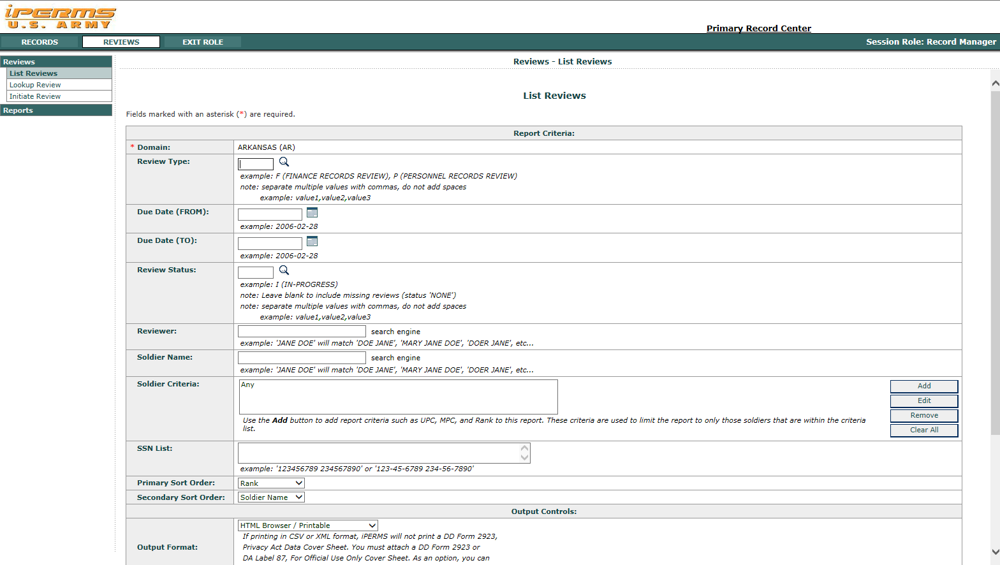 iPERMS
U.S. ARMY
Primary Record Center
RECORDS REVIEWS EXIT ROLE Session Role: Record Manager
Reviews
List Reviews
Lookup Review
Initiate Review
Reports
Reviews - List Reviews
List Reviews
Fields marked with an asterisk (*) are required.
Report Criteria:
* Domain: ARKANSAS (AR)
Review Type:
example: F (FINANCE RECORDS REVIEW), P (PERSONNEL RECORDS REVIEW)
note: separate multiple values with commas, do not add spaces
example: value1,value2,value3
Due Date (FROM):
example: 2006-02-28
Due Date (TO):
example: 2006-02-28
Review Status:
example: I (IN-PROGRESS)
note: Leave blank to include missing reviews (status 'NONE')
note: separate multiple values with commas, do not add spaces
example: value1,value2,value3
Reviewer: search engine
example: 'JANE DOE' will match 'DOE JANE', 'MARY JANE DOE', 'DOER JANE', etc...
Soldier Name: search engine
example: 'JANE DOE' will match 'DOE JANE', 'MARY JANE DOE', 'DOER JANE', etc...
Soldier Criteria: Any
Add
Edit
Remove
Clear All
Use the Add button to add report criteria such as UPC, MPC, and Rank to this report. These criteria are used to limit the report to only those soldiers that are within the criteria
list.
SSN List:
example: '123456789 234567890' or '123-45-6789 234-56-7890'
Primary Sort Order: Rank
Secondary Sort Order: Soldier Name
Output Controls:
Output Format: HTML Browser / Printable
If printing in CSV or XML format, iPERMS will not print a DD Form 2923,
Privacy Act Data Cover Sheet. You must attach a DD Form 2923 or
DA Label 87, For Official Use Only Cover Sheet. As an option, you can